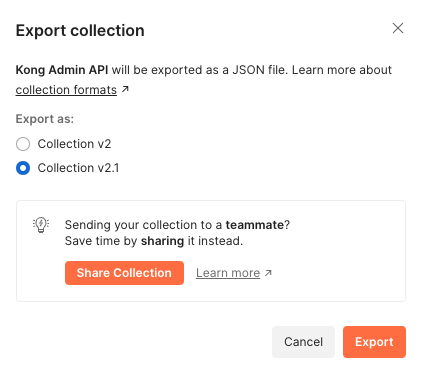 Export collection
Kong Admin API will be exported as a JSON file. Learn more about
collection formats ↗
Export as:
Collection v2
Collection v2.1
Sending your collection to a teammate?
Save time by sharing it instead.
Share Collection Learn more ↗
Cancel Export